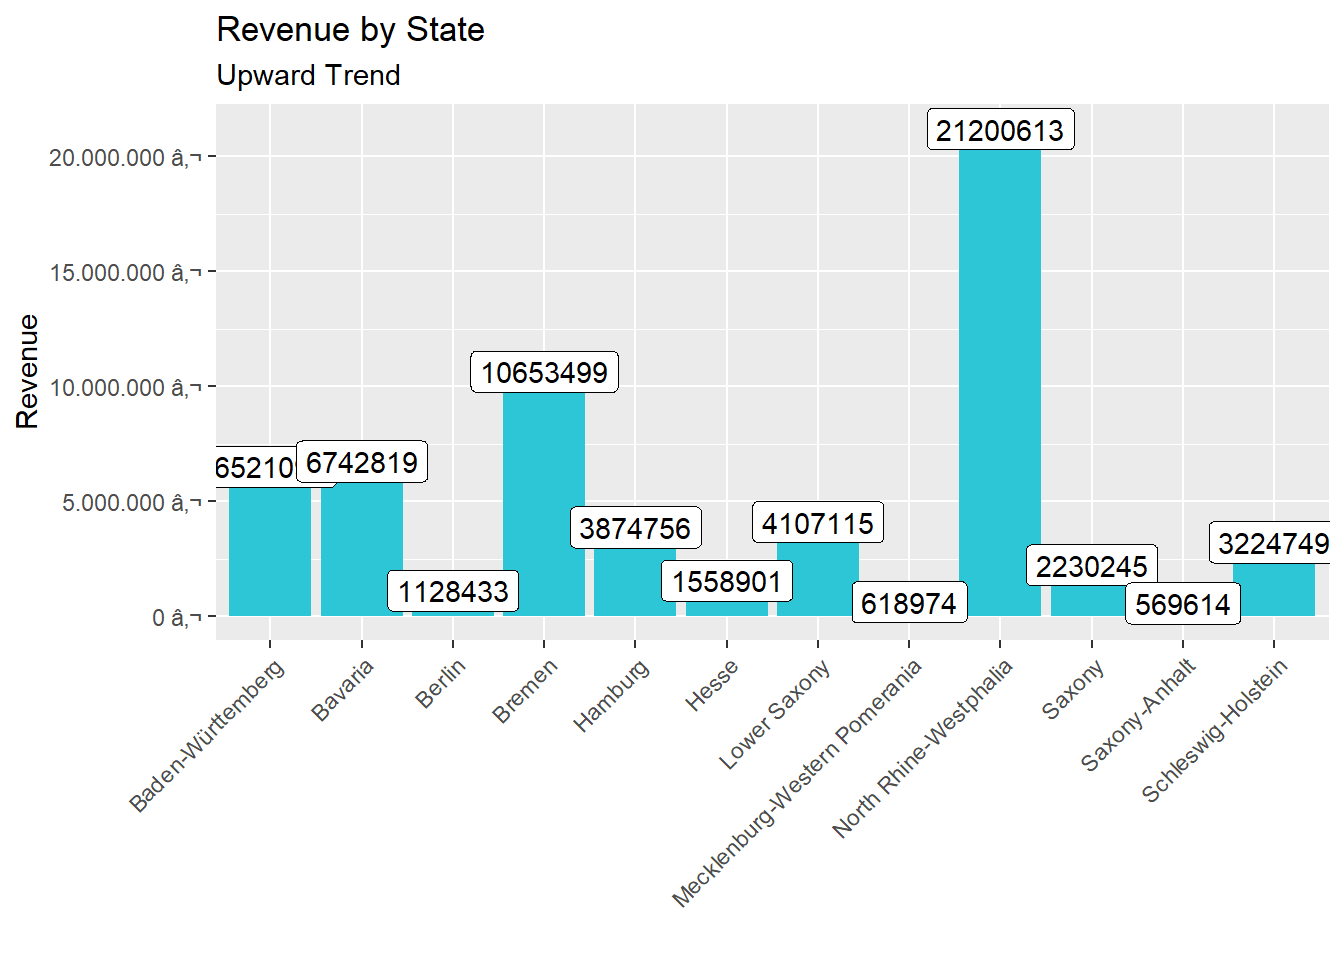 Revenue by State
Upward Trend
Revenue
20.000.000 â‚¬
15.000.000 â‚¬
10.000.000 â‚¬
5.000.000 â‚¬
0 â‚¬
6742819
1128433
10653499
3874756
1558901
4107115
618974
21200613
2230245
569614
3224749
Baden-Württemberg
Bavaria
Berlin
Bremen
Hamburg
Hesse
Lower Saxony
Mecklenburg-Western Pomerania
North Rhine-Westphalia
Saxony
Saxony-Anhalt
Schleswig-Holstein